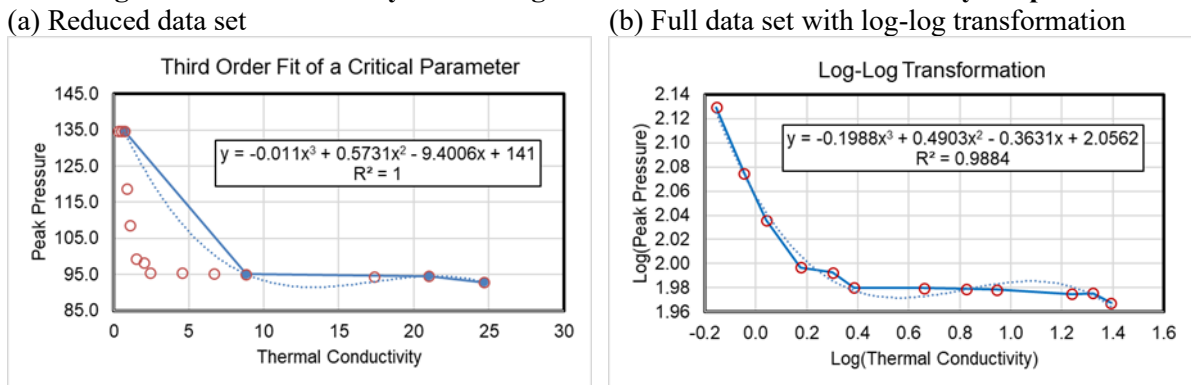 (a) Reduced data set
(b) Full data set with log-log transformation
Third Order Fit of a Critical Parameter
145.0
135.0
125.0
115.0
105.0
95.0
85.0
Peak Pressure
y = -0.011x³ + 0.5731x² - 9.4006x + 141
R² = 1
0 5 10 15 20 25 30
Thermal Conductivity
Log-Log Transformation
2.14
2.12
2.10
2.08
2.06
2.04
2.02
2.00
1.98
1.96
Log(Peak Pressure)
y = -0.1988x³ + 0.4903x² - 0.3631x + 2.0562
R² = 0.9884
-0.2 0.0 0.2 0.4 0.6 0.8 1.0 1.2 1.4 1.6
Log(Thermal Conductivity)